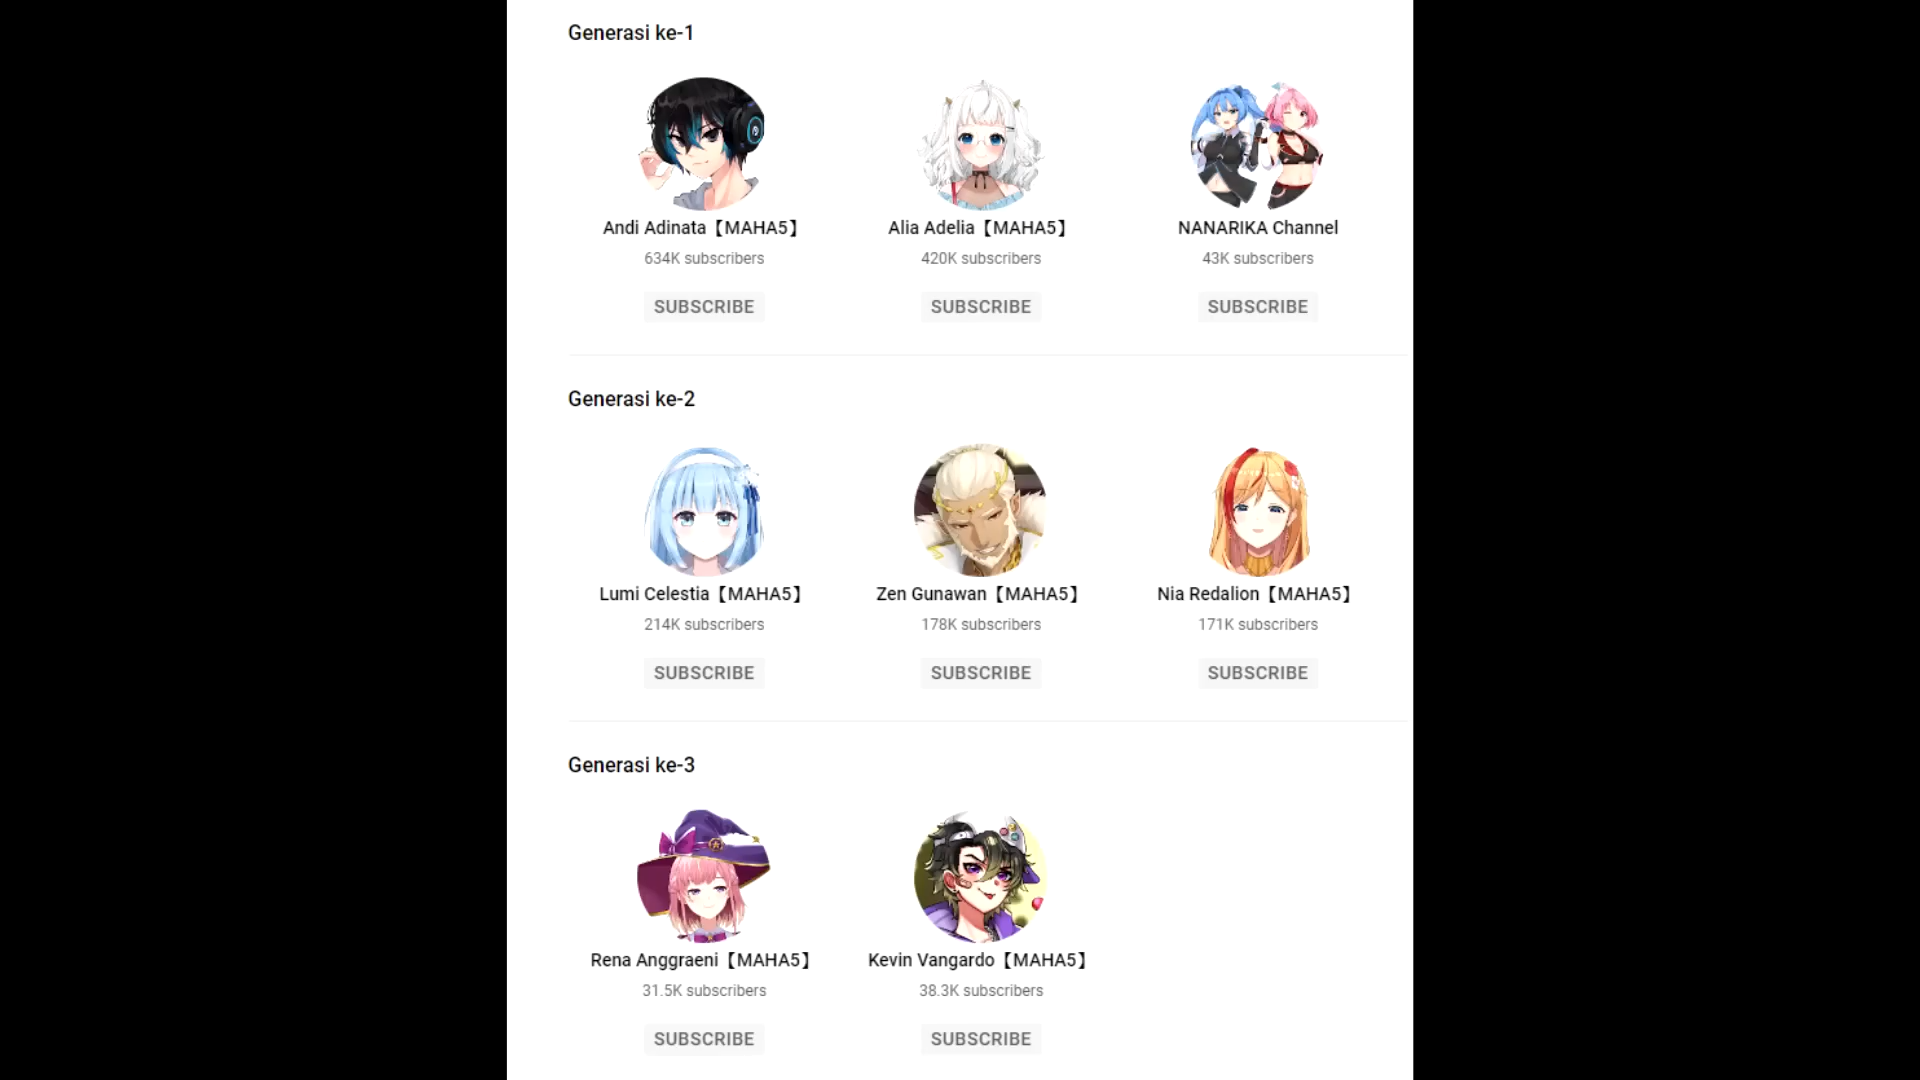 Generasi ke-1
Andi Adinata【MAHA5】 Alia Adelia【MAHA5】 NANARIKA Channel
634K subscribers 420K subscribers 43K subscribers
SUBSCRIBE SUBSCRIBE SUBSCRIBE
Generasi ke-2
Lumi Celestia【MAHA5】 Zen Gunawan【MAHA5】 Nia Redalion【MAHA5】
214K subscribers 178K subscribers 171K subscribers
SUBSCRIBE SUBSCRIBE SUBSCRIBE
Generasi ke-3
Rena Anggraeni【MAHA5】 Kevin Vangardo【MAHA5】
31.5K subscribers 38.3K subscribers
SUBSCRIBE SUBSCRIBE